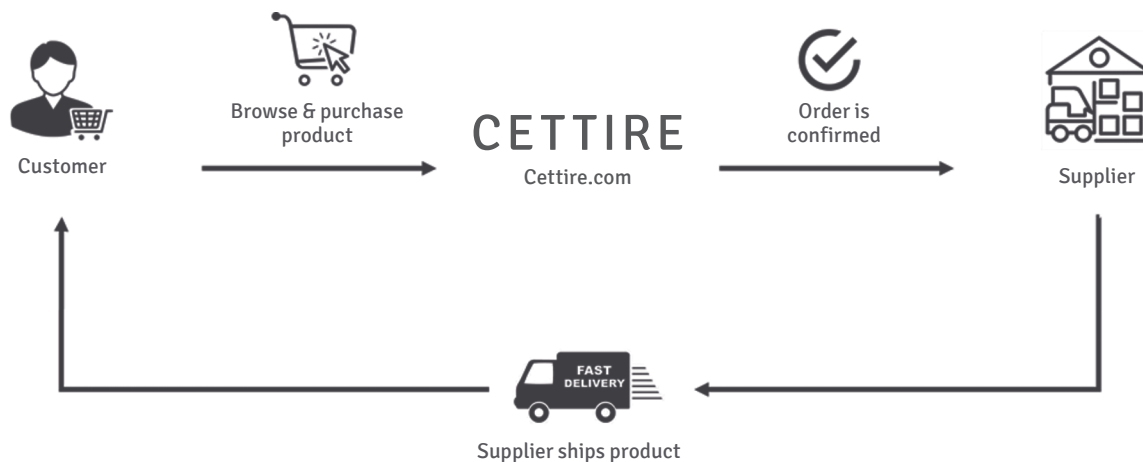 Browse & purchase
product
Order is
confirmed
CETTIRE
Cettire.com
Customer
Supplier
FAST
DELIVERY
Supplier ships product